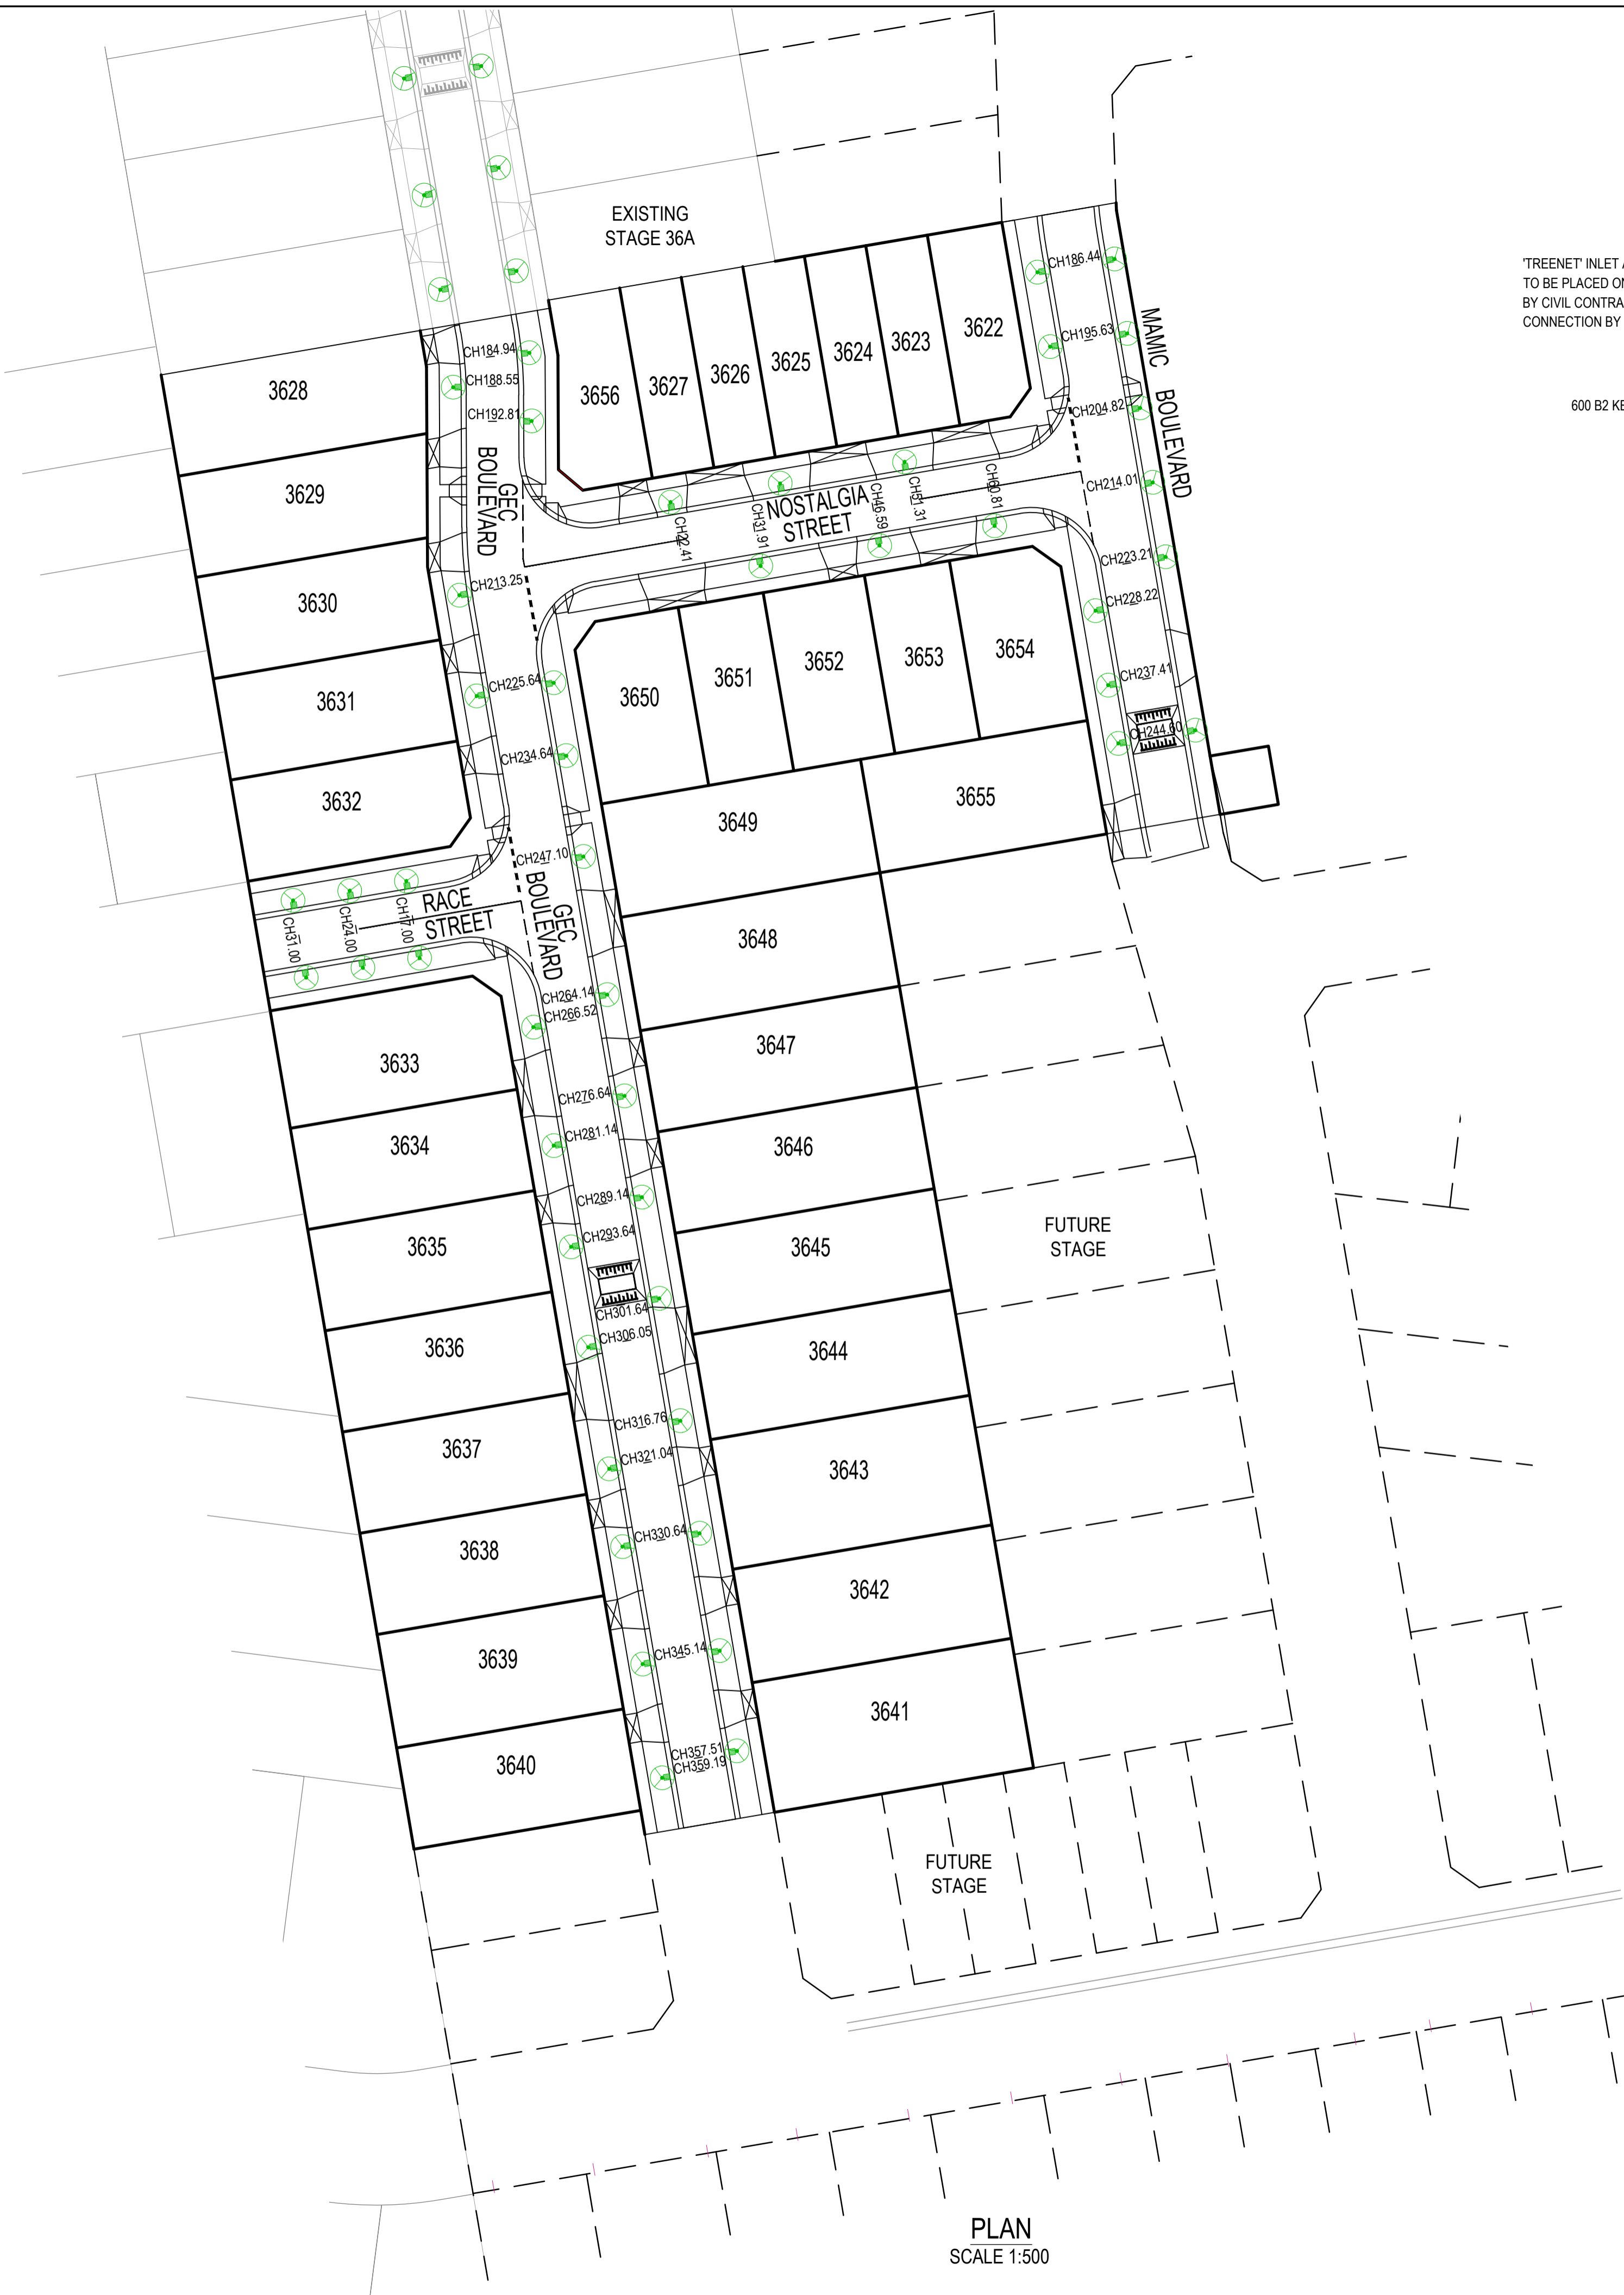 EXISTING
STAGE 36A
'TREENET' INLET
TO BE PLACED
BY CIVIL
CONNECTION BY
600 B2
CH186.44
CH195.63
CH204.82
CH214.01
CH223.21
CH228.22
CH237.41
CH244.60
MAMIC BOULEVARD
3622
3623
3624
3625
3626
3627
3656
CH184.94
CH188.55
CH192.81
GEC
BOULEVARD
CH213.25
CH225.64
CH234.64
CH247.10
3628
3629
3630
3631
3632
NOSTALGIA
STREET
CH22.41
CH31.91
CH46.59
CH51.31
CH60.81
3650
3651
3652
3653
3654
3649
3655
RACE
STREET
CH31.00
CH24.00
CH17.00
GEC
BOULEVARD
CH264.14
CH266.52
CH276.64
CH281.14
CH289.14
CH293.64
CH301.64
CH306.05
CH316.76
CH321.04
CH330.64
CH345.14
CH357.51
CH359.19
3648
3647
3646
3645
3644
3643
3642
3641
3633
3634
3635
3636
3637
3638
3639
3640
FUTURE
STAGE
FUTURE
STAGE
PLAN
SCALE 1:500